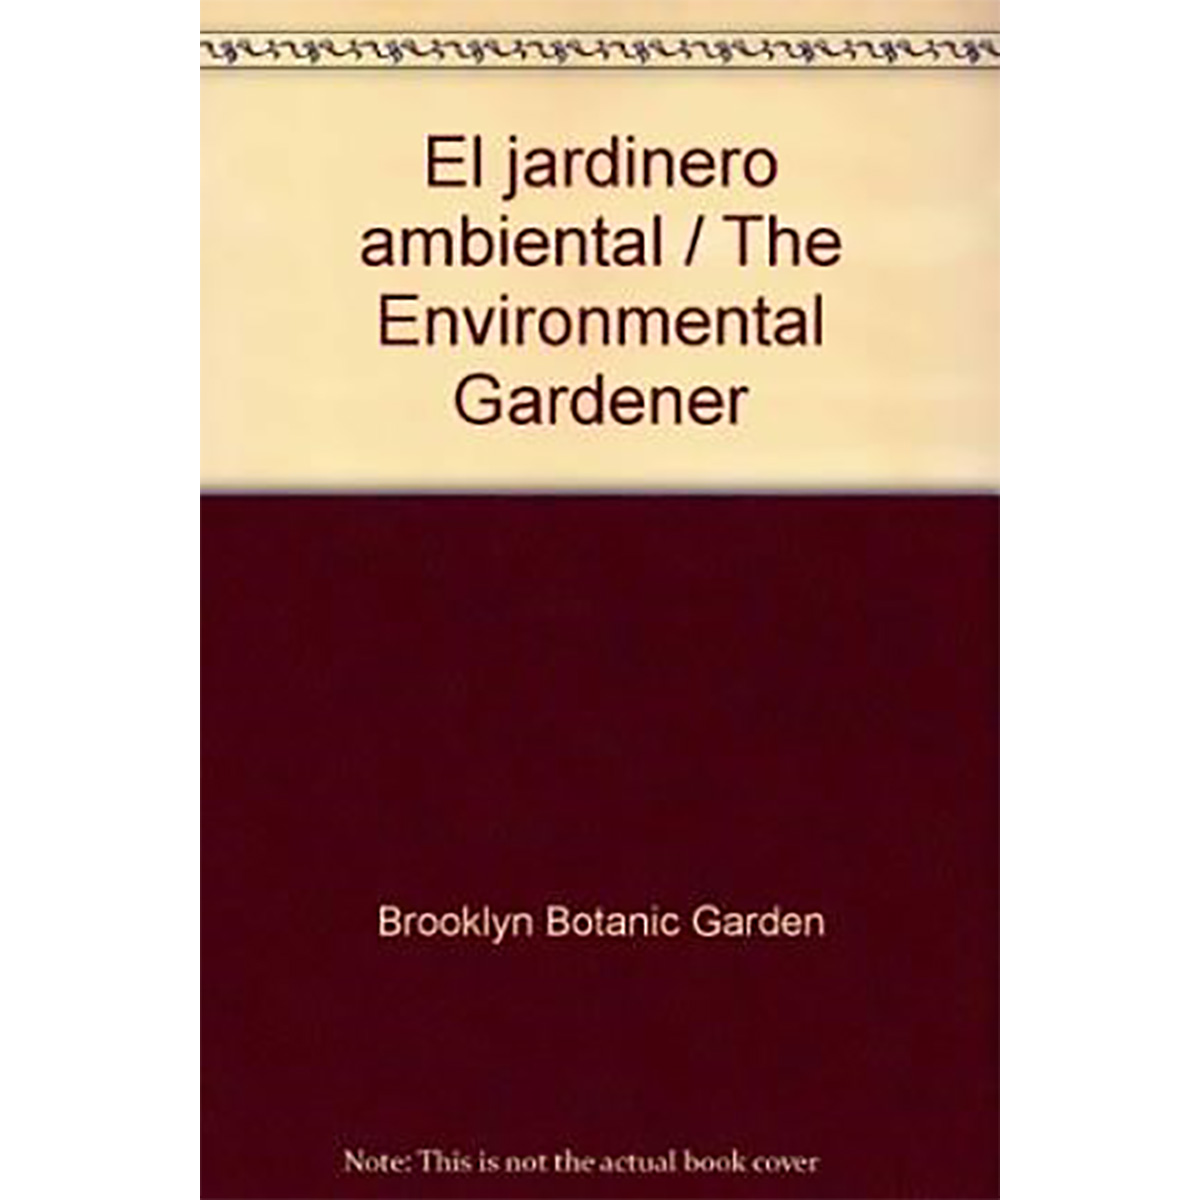 El jardinero
ambiental / The
Environmental
Gardener
Brooklyn Botanic Garden
Note: This is not the actual book cover